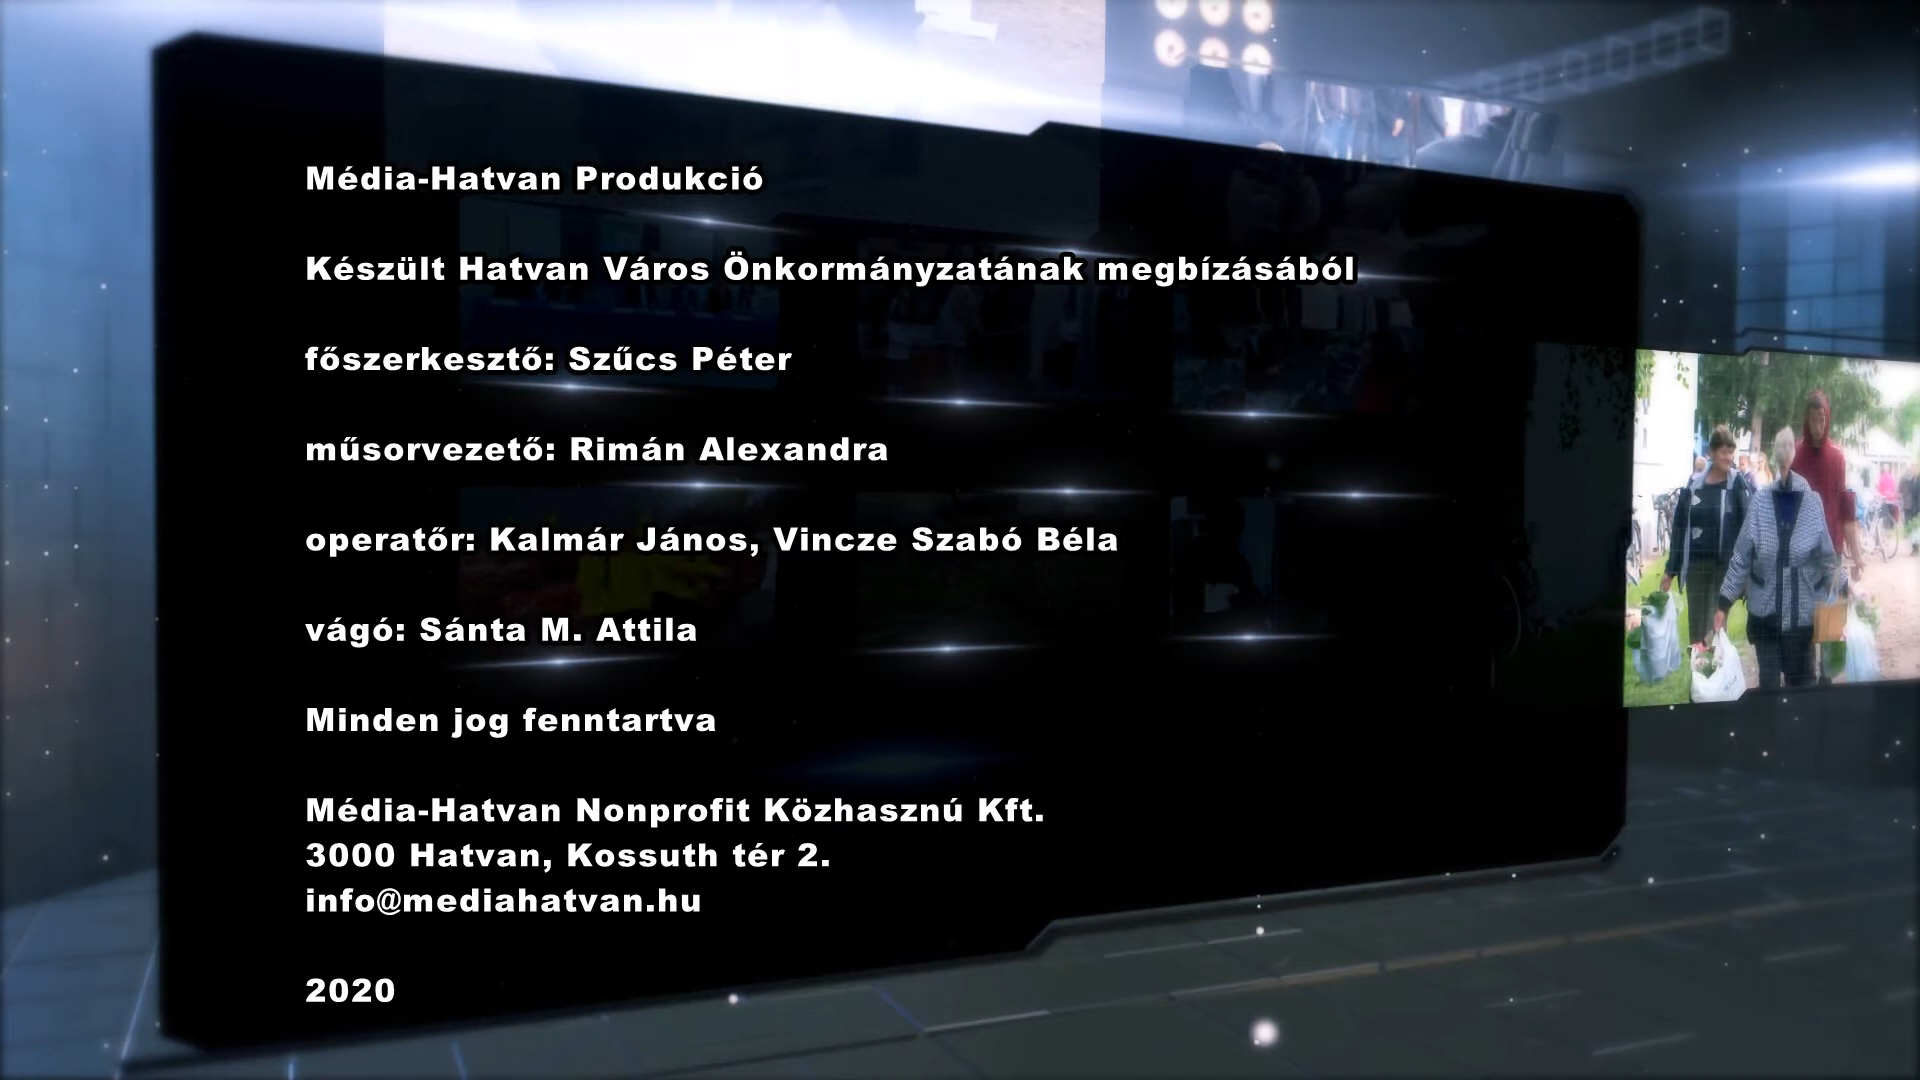 Média-Hatvan Produkció
Készült Hatvan Város Önkormányzatának megbízásából
főszerkesztő: Szűcs Péter
műsorvezető: Rimán Alexandra
operatőr: Kalmár János, Vincze Szabó Béla
vágó: Sánta M. Attila
Minden jog fenntartva
Média-Hatvan Nonprofit Közhasznú Kft.
3000 Hatvan, Kossuth tér 2.
info@mediahatvan.hu
2020